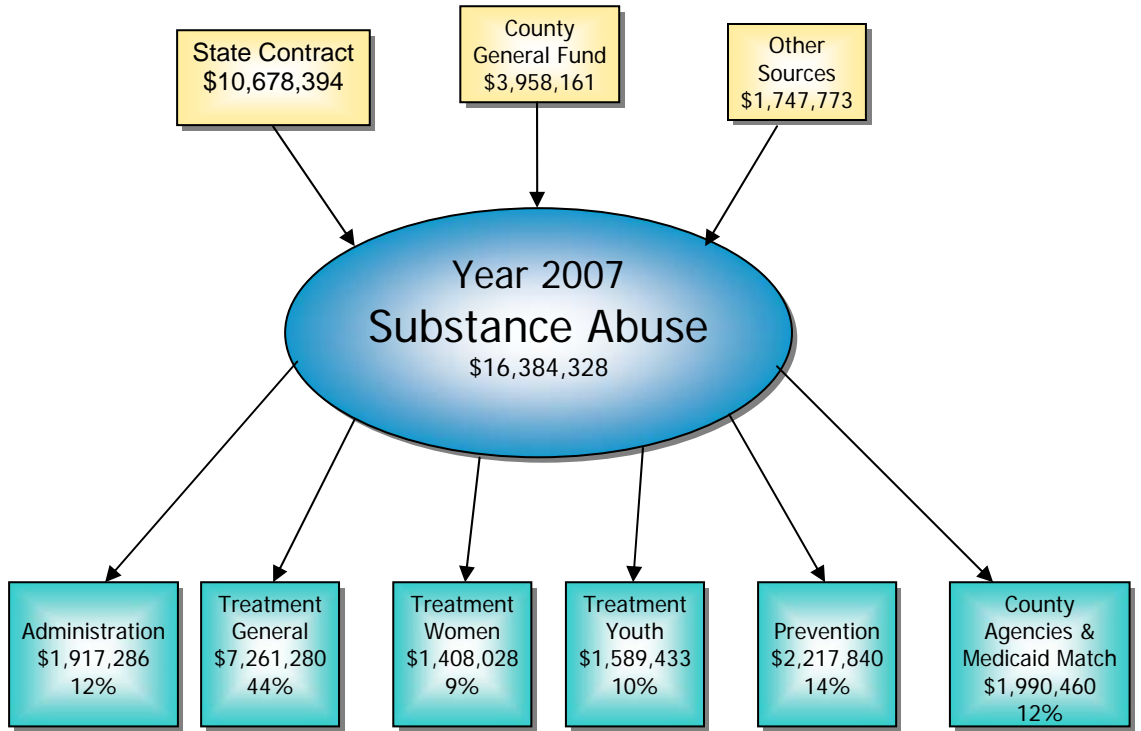 State Contract
$10,678,394
County
General Fund
$3,958,161
Other
Sources
$1,747,773
Year 2007
Substance Abuse
$16,384,328
Administration
$1,917,286
12%
Treatment
General
$7,261,280
44%
Treatment
Women
$1,408,028
9%
Treatment
Youth
$1,589,433
10%
Prevention
$2,217,840
14%
County
Agencies &
Medicaid Match
$1,990,460
12%